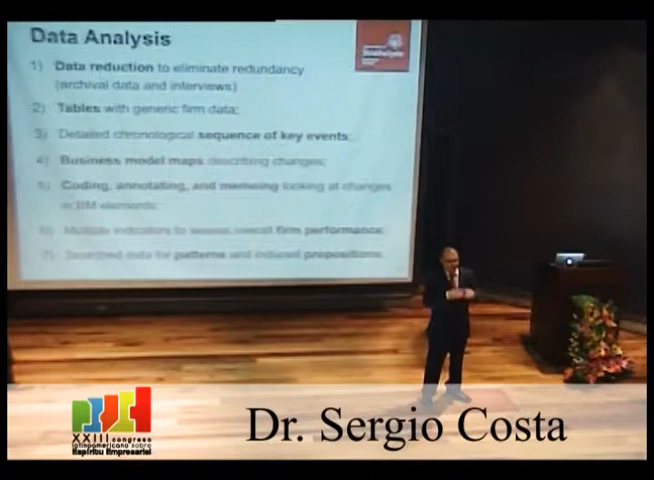 Data Analysis
1) Data reduction to eliminate redundancy
(archival data and interviews)
2) Tables with generic firm data;
3) Detailed chronological sequence of key events;
4) Business model maps describing changes;
5) Coding, annotating, and memoing looking at changes
in BM elements;
6) Multiple indicators to assess overall firm performance;
7) Searched data for patterns and induced propositions.
XXIII congreso
latinoamericano sobre
Espíritu Empresarial
Dr. Sergio Costa